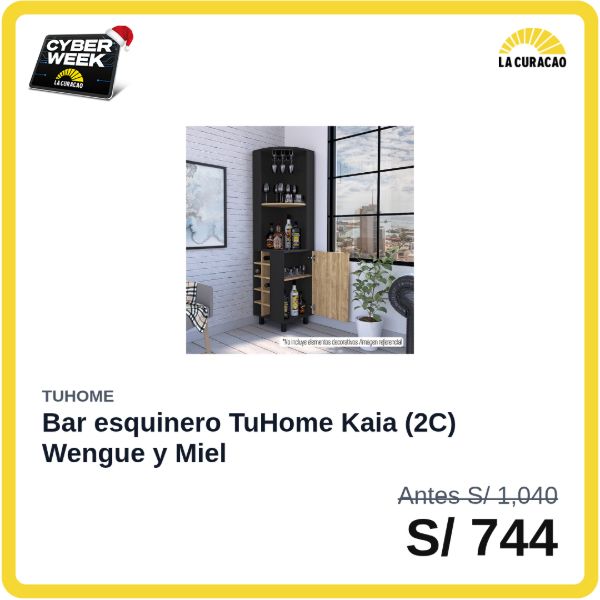 CYBER
WEEK
LA CURACAO
LA CURACAO
*No incluye elementos decorativos /Imagen referencial
TUHOME
Bar esquinero TuHome Kaia (2C)
Wengue y Miel
Antes S/ 1,040
S/ 744